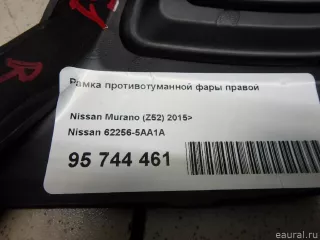 R
Рамка противотуманной фары правой
Nissan Murano (Z52) 2015>
Nissan 62256-5AA1A
95 744 461
eaural.ru